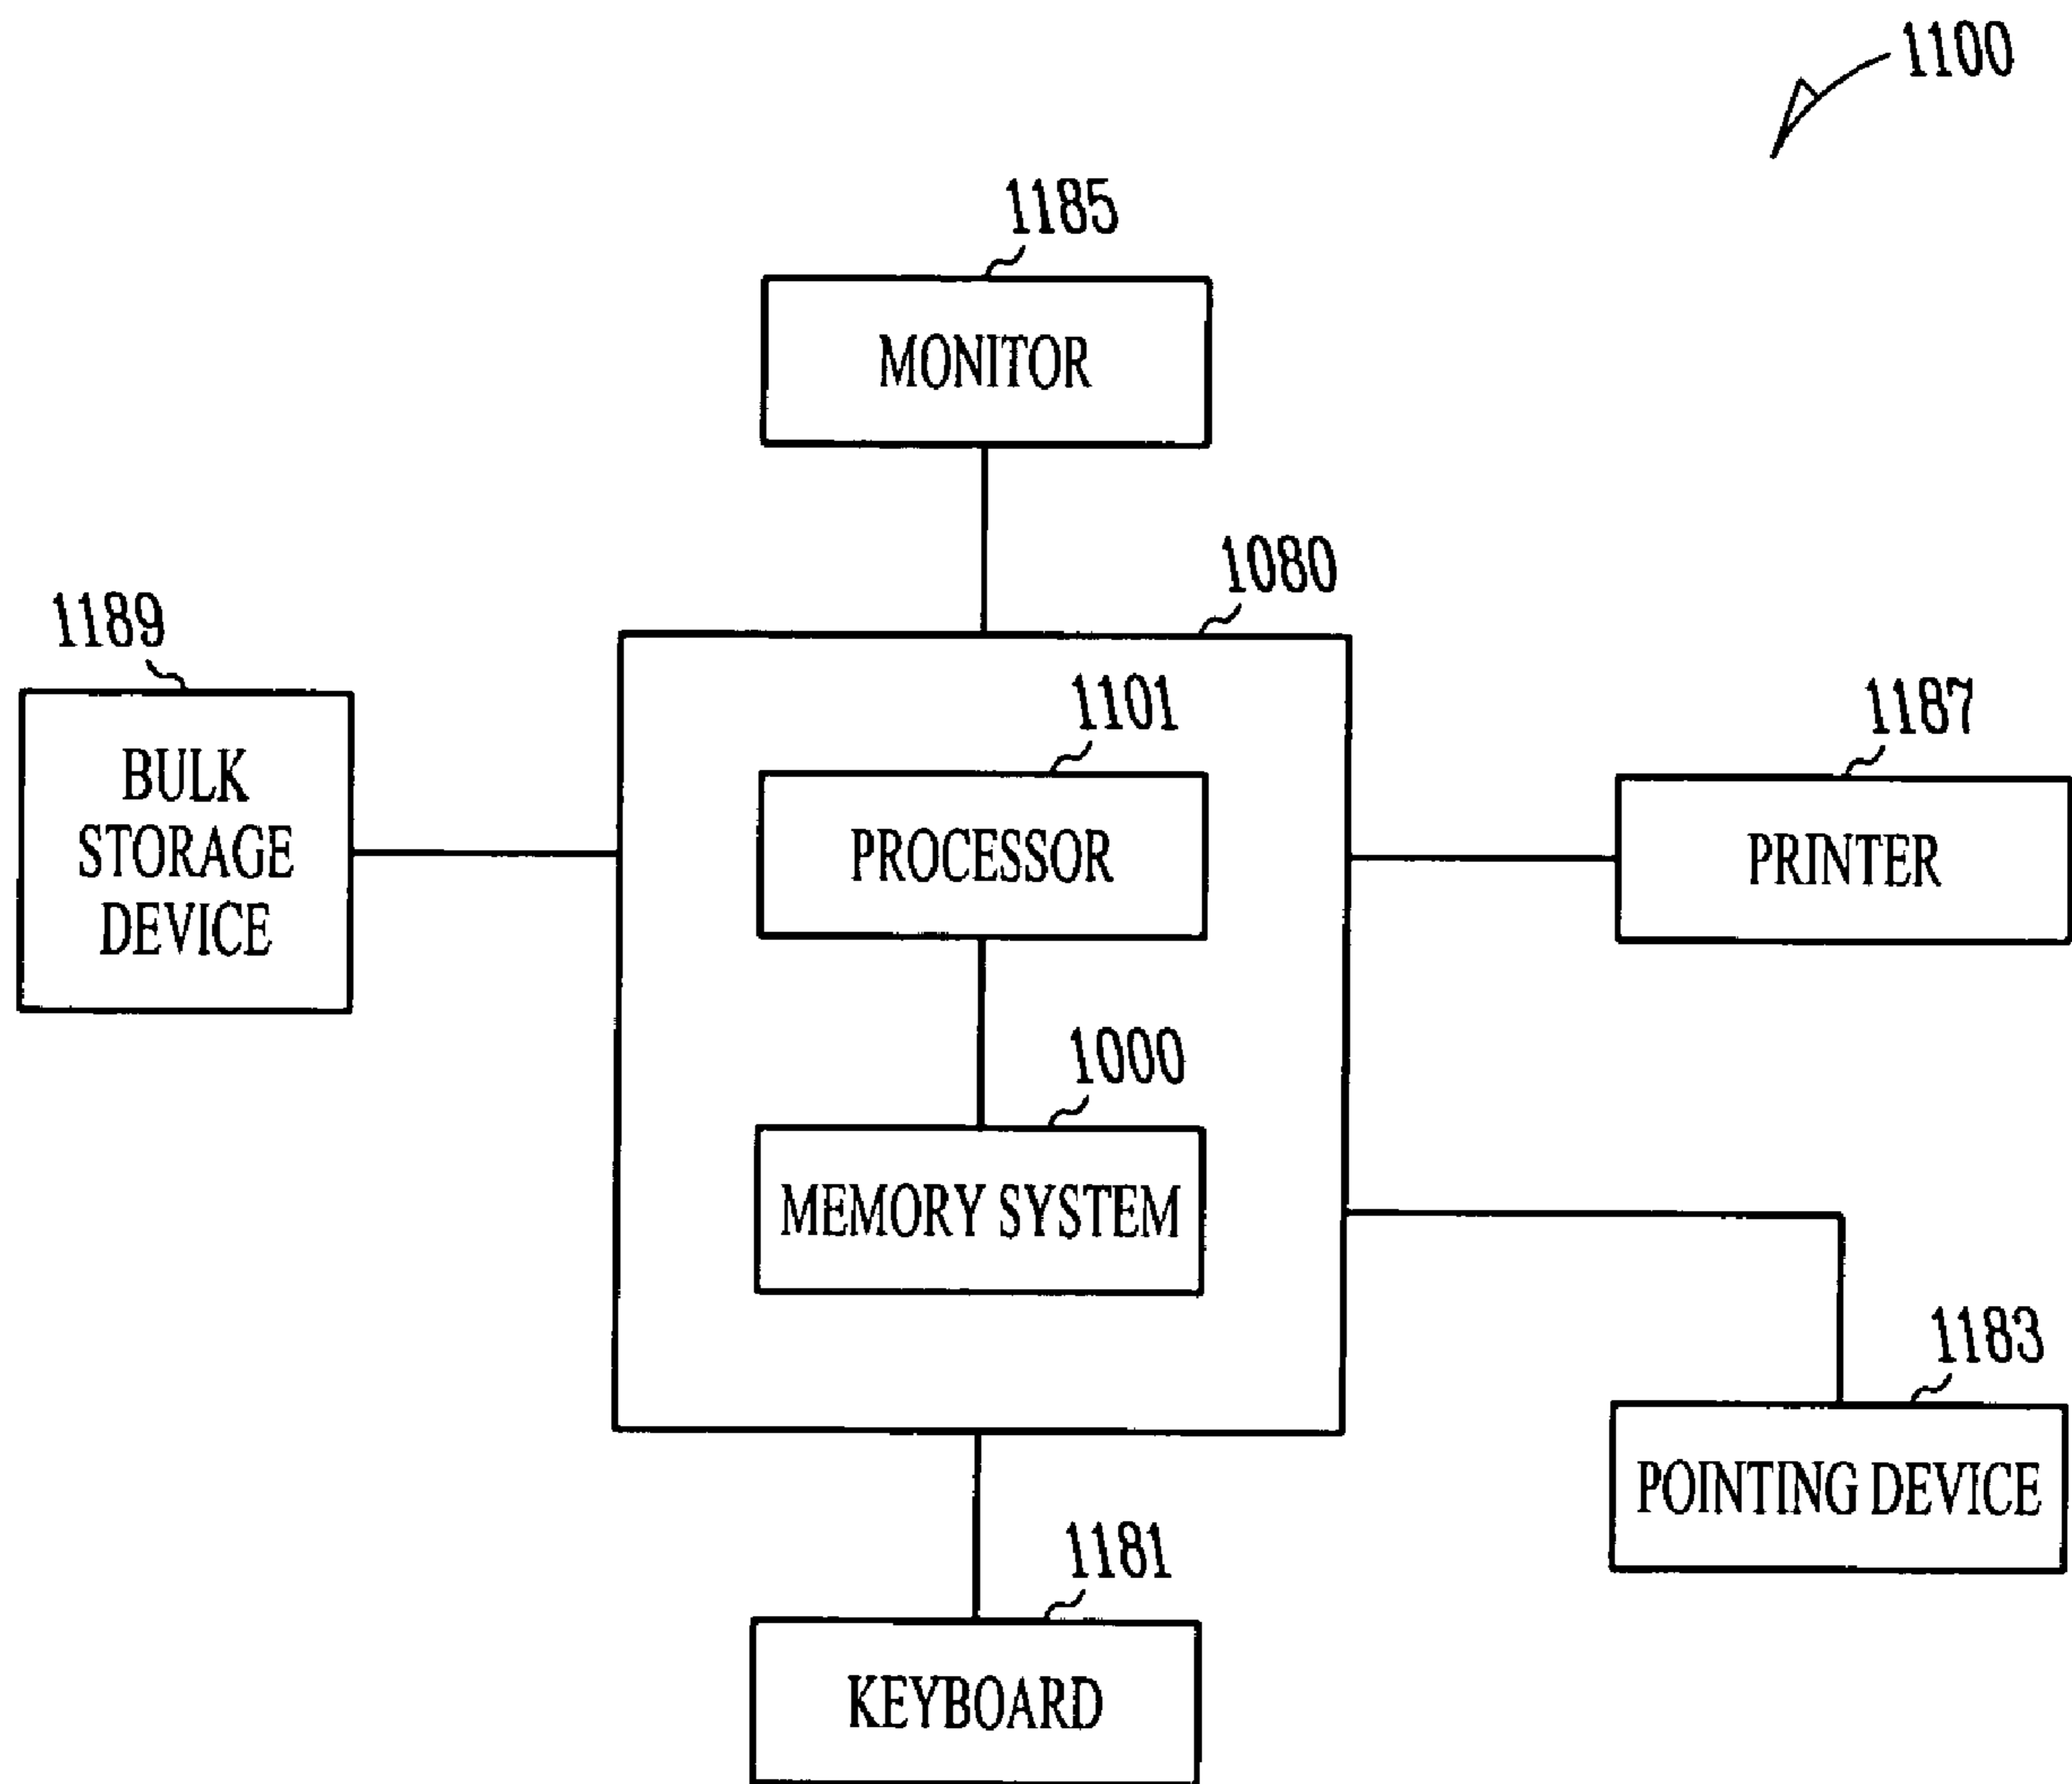 1100
1185
MONITOR
1080
1189
BULK
STORAGE
DEVICE
1101
PROCESSOR
1187
PRINTER
1000
MEMORY SYSTEM
1183
POINTING DEVICE
1181
KEYBOARD